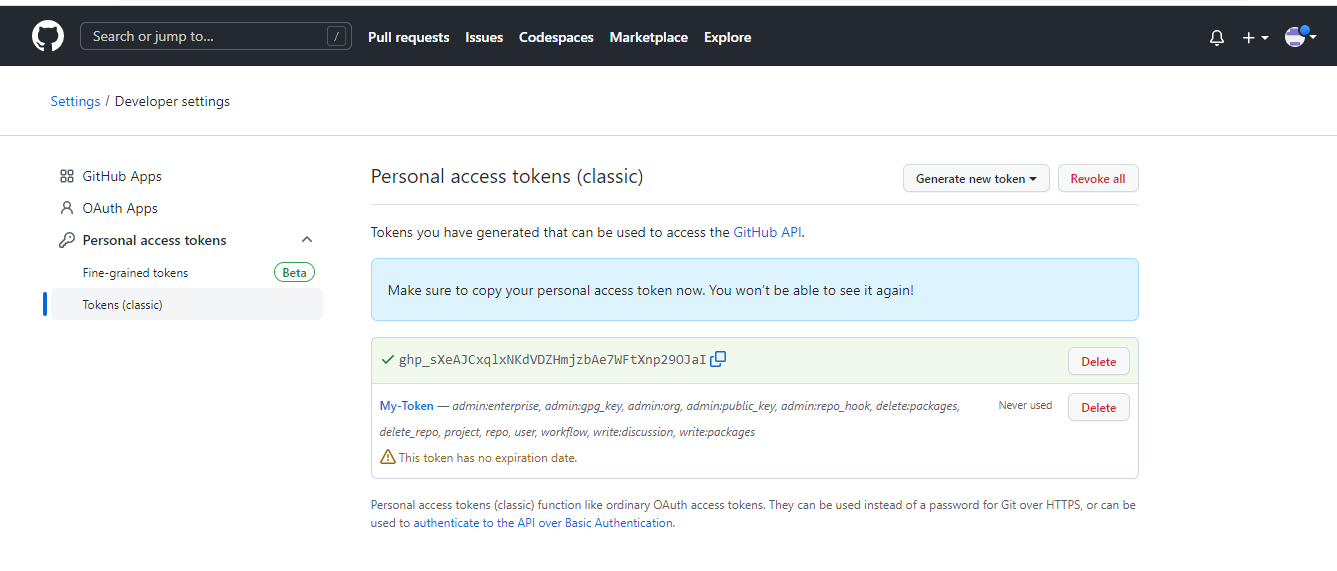 Search or jump to... / Pull requests Issues Codespaces Marketplace Explore
Settings / Developer settings
GitHub Apps
OAuth Apps
Personal access tokens
Fine-grained tokens Beta
Tokens (classic)
Personal access tokens (classic) Generate new token Revoke all
Tokens you have generated that can be used to access the GitHub API.
Make sure to copy your personal access token now. You won't be able to see it again!
Delete
My-Token — admin:enterprise, admin:gpg_key, admin:org, admin:public_key, admin:repo_hook, delete:packages, Never used Delete
delete_repo, project, repo, user, workflow, write:discussion, write:packages
This token has no expiration date.
Personal access tokens (classic) function like ordinary OAuth access tokens. They can be used instead of a password for Git over HTTPS, or can be
used to authenticate to the API over Basic Authentication.